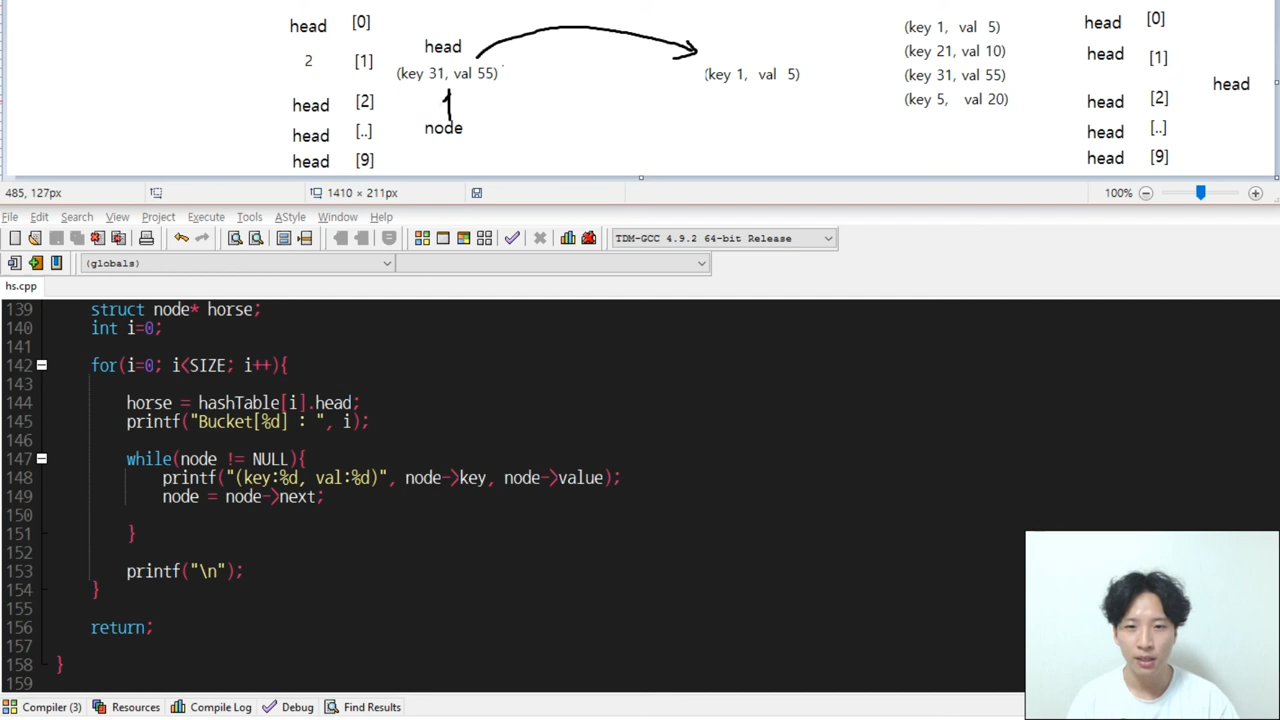 head [0]
2 [1]
head [2]
head [..]
head [9]
head
(key 31, val 55)
node
(key 1, val 5)
(key 1, val 5)
(key 21, val 10)
(key 31, val 55)
(key 5, val 20)
head [0]
head [1]
head [2]
head [..]
head [9]
head
485, 127px
1410 × 211px
100%
File Edit Search View Project Execute Tools AStyle Window Help
TDM-GCC 4.9.2 64-bit Release
(globals)
hs.cpp
139 struct node* horse;
140 int i=0;
141
142 for(i=0; i<SIZE; i++){
143
144 horse = hashTable[i].head;
145 printf("Bucket[%d] : ", i);
146
147 while(node != NULL){
148 printf("(key:%d, val:%d)", node->key, node->value);
149 node = node->next;
150
151 }
152
153 printf("\n");
154 }
155
156 return;
157
158 }
159
Compiler (3) Resources Compile Log Debug Find Results